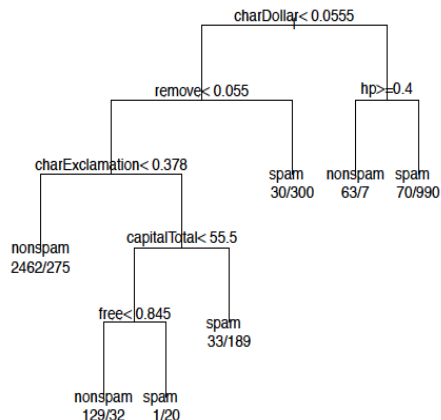 charDollar< 0.0555
remove< 0.055
hp>=0.4
charExclamation< 0.378
spam
30/300
nonspam
63/7
spam
70/990
nonspam
2462/275
capitalTotal< 55.5
free< 0.845
spam
33/189
nonspam
129/32
spam
1/20